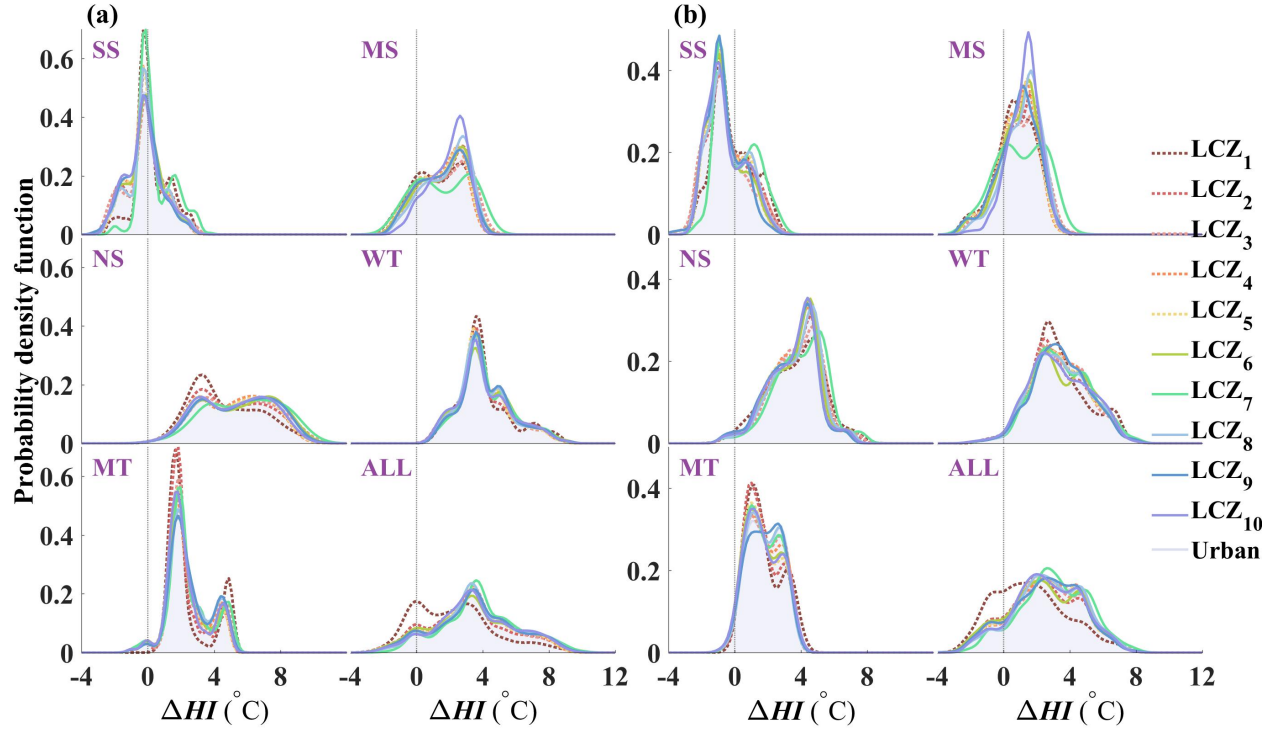 (a)
(b)
SS
MS
SS
MS
0.6
0.4
0.2
0
0.4
0.2
0
NS
WT
NS
WT
0.6
0.4
0.2
0
0.4
0.2
0
MT
ALL
MT
ALL
0.6
0.4
0.2
0
0.4
0.2
0
-4 0 4 8 -4 0 4 8 12
-4 0 4 8 -4 0 4 8 12
ΔHI (°C)
ΔHI (°C)
ΔHI (°C)
ΔHI (°C)
Probability density function
LCZ1
LCZ2
LCZ3
LCZ4
LCZ5
LCZ6
LCZ7
LCZ8
LCZ9
LCZ10
Urban